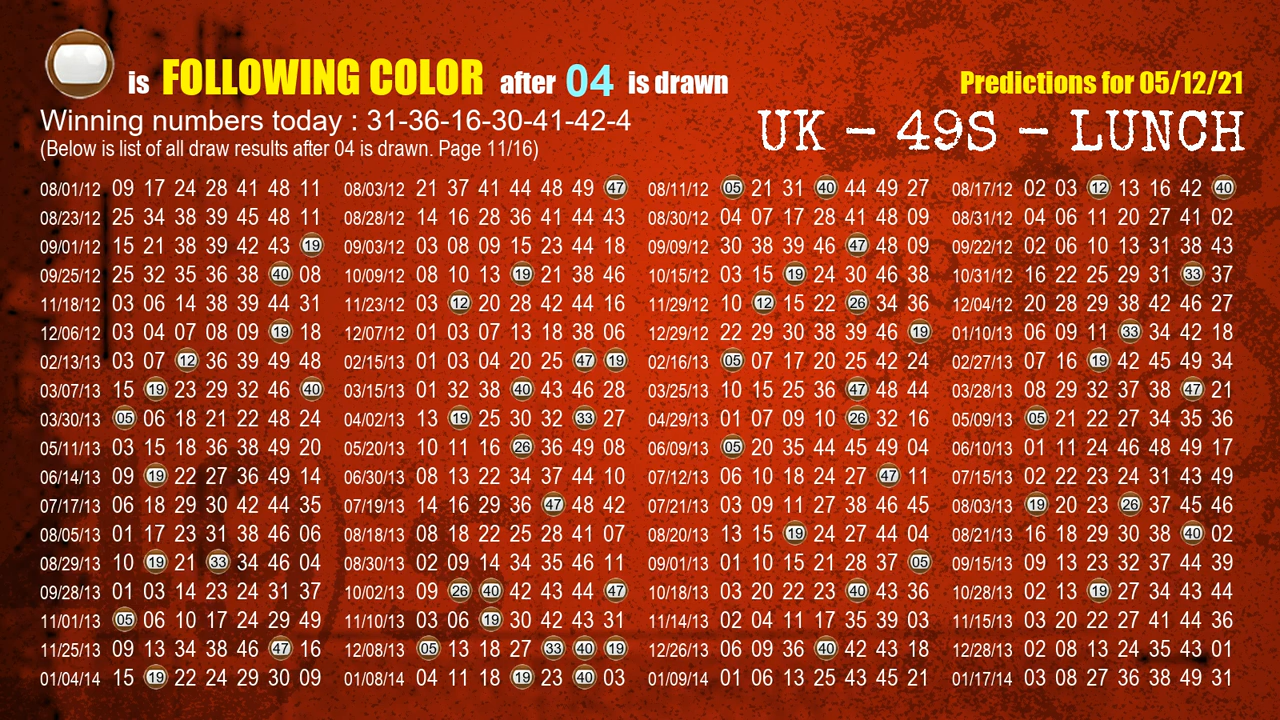 is FOLLOWING COLOR after 04 is drawn
Predictions for 05/12/21
Winning numbers today : 31-36-16-30-41-42-4
UK - 49S - LUNCH
(Below is list of all draw results after 04 is drawn. Page 11/16)
08/01/12 09 17 24 28 41 48 11 08/03/12 21 37 41 44 48 49 47 08/11/12 05 21 31 40 44 49 27 08/17/12 02 03 12 13 16 42 40
08/23/12 25 34 38 39 45 48 11 08/28/12 14 16 28 36 41 44 43 08/30/12 04 07 17 28 41 48 09 08/31/12 04 06 11 20 27 41 02
09/01/12 15 21 38 39 42 43 19 09/03/12 03 08 09 15 23 44 18 09/09/12 30 38 39 46 47 48 09 09/22/12 02 06 10 13 31 38 43
09/25/12 25 32 35 36 38 40 08 10/09/12 08 10 13 19 21 38 46 10/15/12 03 15 19 24 30 46 38 10/31/12 16 22 25 29 31 33 37
11/18/12 03 06 14 38 39 44 31 11/23/12 03 12 20 28 42 44 16 11/29/12 10 12 15 22 26 34 36 12/04/12 20 28 29 38 42 46 27
12/06/12 03 04 07 08 09 19 18 12/07/12 01 03 07 13 18 38 06 12/29/12 22 29 30 38 39 46 19 01/10/13 06 09 11 33 34 42 18
02/13/13 03 07 12 36 39 49 48 02/15/13 01 03 04 20 25 47 19 02/16/13 05 07 17 20 25 42 24 02/27/13 07 16 19 42 45 49 34
03/07/13 15 19 23 29 32 46 40 03/15/13 01 32 38 40 43 46 28 03/25/13 10 15 25 36 47 48 44 03/28/13 08 29 32 37 38 47 21
03/30/13 05 06 18 21 22 48 24 04/02/13 13 19 25 30 32 33 27 04/29/13 01 07 09 10 26 32 16 05/09/13 05 21 22 27 34 35 36
05/11/13 03 15 18 36 38 49 20 05/20/13 10 11 16 26 36 49 08 06/09/13 05 20 35 44 45 49 04 06/10/13 01 11 24 46 48 49 17
06/14/13 09 19 22 27 36 49 14 06/30/13 08 13 22 34 37 44 10 07/12/13 06 10 18 24 27 47 11 07/15/13 02 22 23 24 31 43 49
07/17/13 06 18 29 30 42 44 35 07/19/13 14 16 29 36 47 48 42 07/21/13 03 09 11 27 38 46 45 08/03/13 19 20 23 26 37 45 46
08/05/13 01 17 23 31 38 46 06 08/18/13 08 18 22 25 28 41 07 08/20/13 13 15 19 24 27 44 04 08/21/13 16 18 29 30 38 40 02
08/29/13 10 19 21 33 34 46 04 08/30/13 02 09 14 34 35 46 11 09/01/13 01 10 15 21 28 37 05 09/15/13 09 13 23 32 37 44 39
09/28/13 01 03 14 23 24 31 37 10/02/13 09 26 40 42 43 44 47 10/18/13 03 20 22 23 40 43 36 10/28/13 02 13 19 27 34 43 44
11/01/13 05 06 10 17 24 29 49 11/10/13 03 06 19 30 42 43 31 11/14/13 02 04 11 17 35 39 03 11/15/13 03 20 22 27 41 44 36
11/25/13 09 13 34 38 46 47 16 12/08/13 05 13 18 27 33 40 19 12/26/13 06 09 36 40 42 43 18 12/28/13 02 08 13 24 35 43 01
01/04/14 15 19 22 24 29 30 09 01/08/14 04 11 18 19 23 40 03 01/09/14 01 06 13 25 43 45 21 01/17/14 03 08 27 36 38 49 31